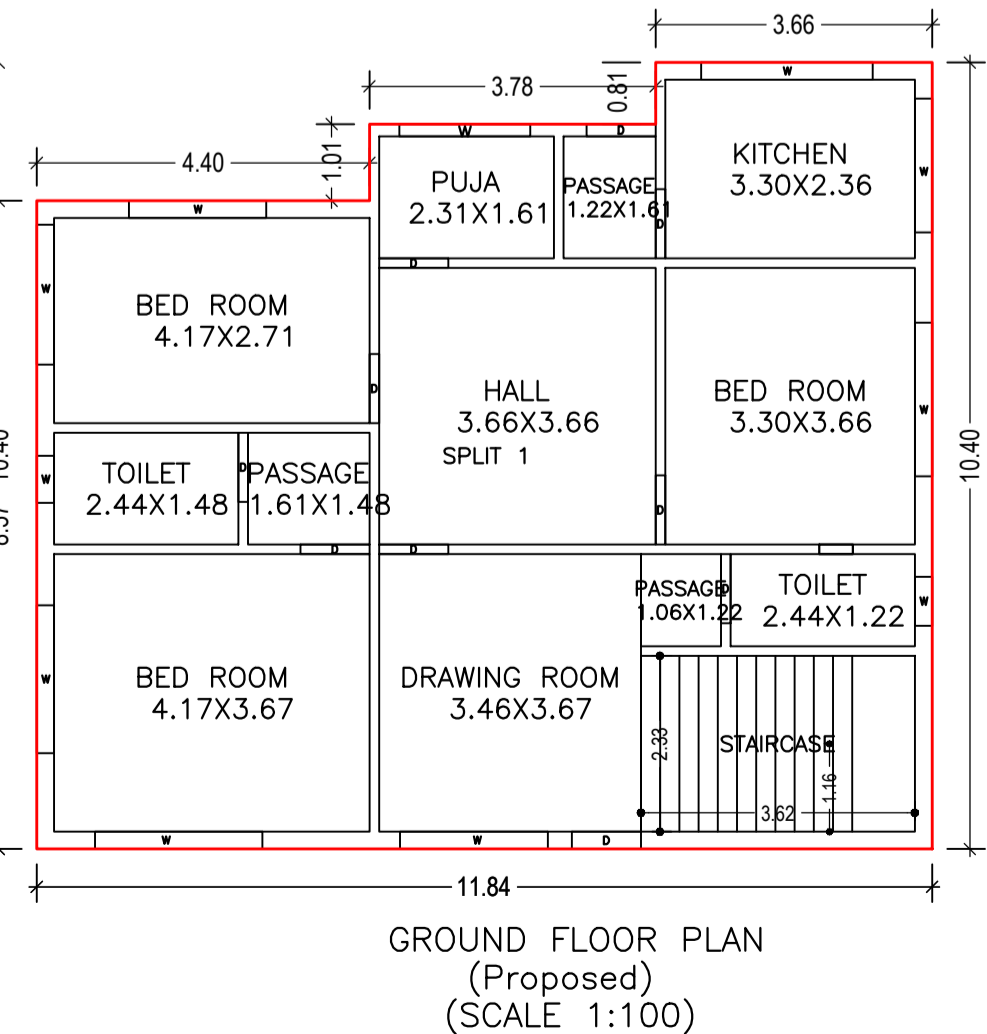 3.66
3.78
0.81
4.40
1.01
W
W
D
W
KITCHEN
3.30X2.36
PUJA
2.31X1.61
PASSAGE
1.22X1.61
W
D
D
W
BED ROOM
4.17X2.71
D
HALL
3.66X3.66
SPLIT 1
BED ROOM
3.30X3.66
W
10.40
10.40
TOILET
2.44X1.48
D
PASSAGE
1.61X1.48
W
D
D
D
D
PASSAGE
1.06X1.22
D
TOILET
2.44X1.22
W
BED ROOM
4.17X3.67
W
DRAWING ROOM
3.46X3.67
STAIRCASE
2.33
1.16
3.62
W
W
D
11.84
GROUND FLOOR PLAN
(Proposed)
(SCALE 1:100)